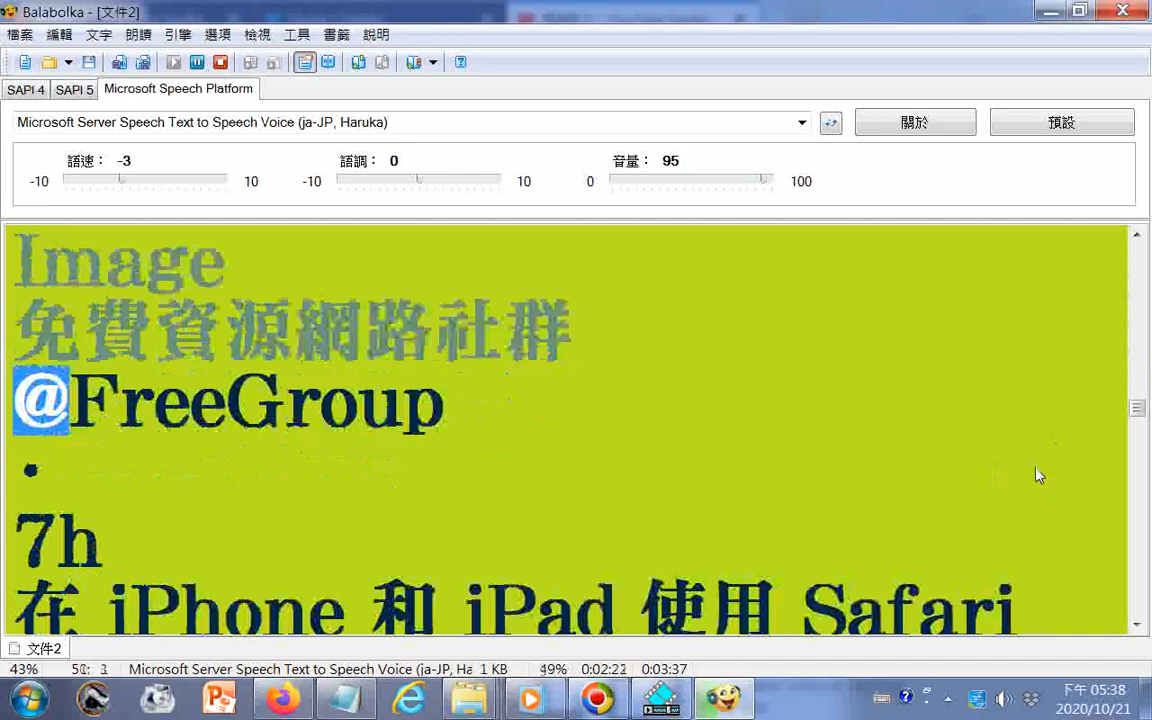 Balabolka - [文件2]
檔案 編輯 文字 朗讀 引擎 選項 檢視 工具 書籤 說明
SAPI 4 SAPI 5 Microsoft Speech Platform
Microsoft Server Speech Text to Speech Voice (ja-JP, Haruka) 關於 預設
語速： -3 語調： 0 音量： 95
-10 10 -10 10 0 100
Image
免費資源網路社群
@FreeGroup
·
7h
在 iPhone 和 iPad 使用 Safari
文件2
43% 50: 3 Microsoft Server Speech Text to Speech Voice (ja-JP, Ha 1 KB 49% 0:02:22 0:03:37
下午 05:38
2020/10/21